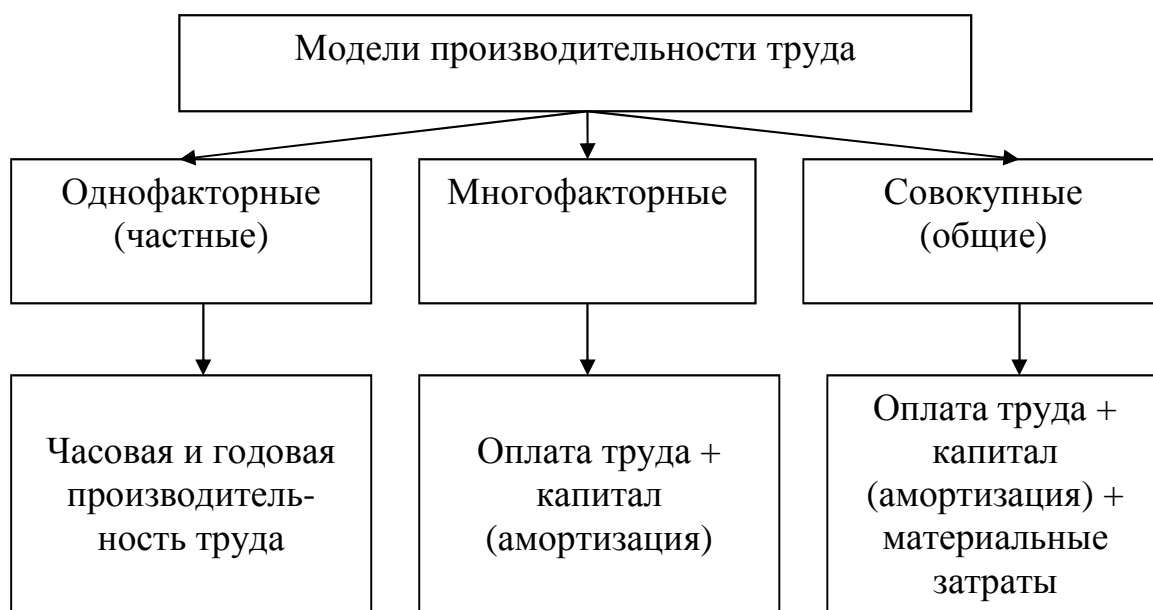 Модели производительности труда
Однофакторные
(частные)
Многофакторные
Совокупные
(общие)
Часовая и годовая
производитель-
ность труда
Оплата труда +
капитал
(амортизация)
Оплата труда +
капитал
(амортизация) +
материальные
затраты